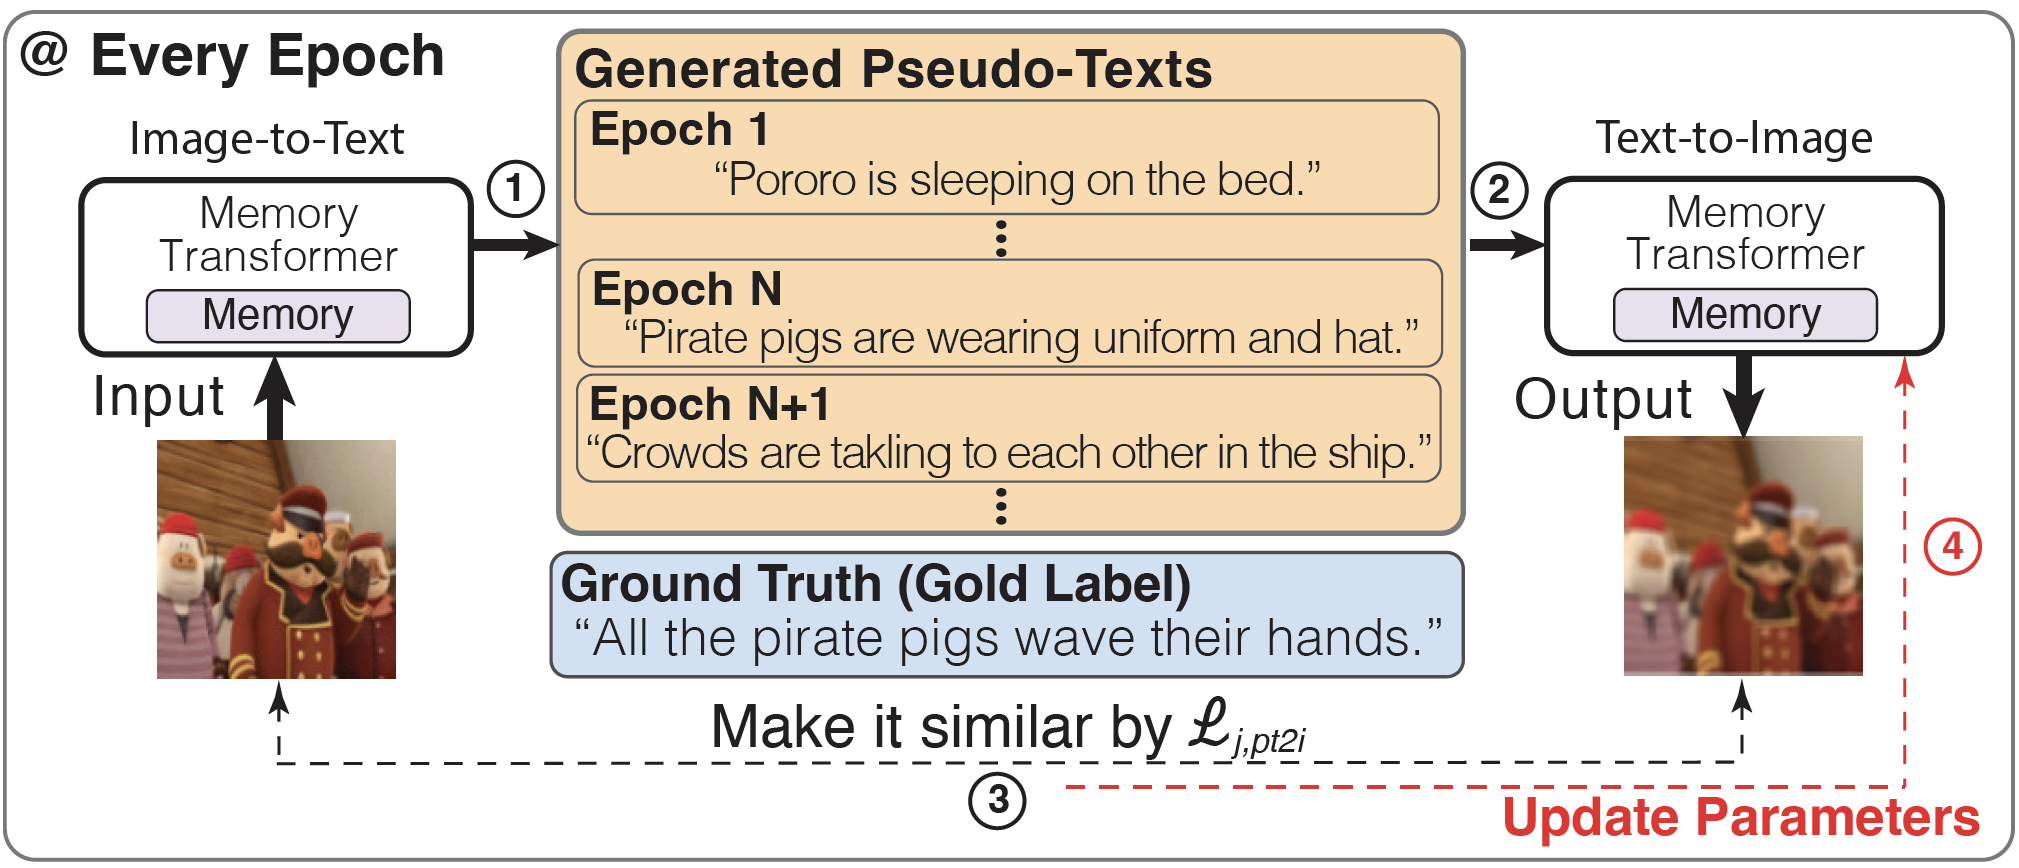 @ Every Epoch
Image-to-Text
Memory
Transformer
Memory
Input
①
Generated Pseudo-Texts
Epoch 1
“Pororo is sleeping on the bed.”
Epoch N
“Pirate pigs are wearing uniform and hat.”
Epoch N+1
“Crowds are takling to each other in the ship.”
Ground Truth (Gold Label)
“All the pirate pigs wave their hands.”
②
Text-to-Image
Memory
Transformer
Memory
Output
④
Make it similar by ℒj,pt2i
③
Update Parameters